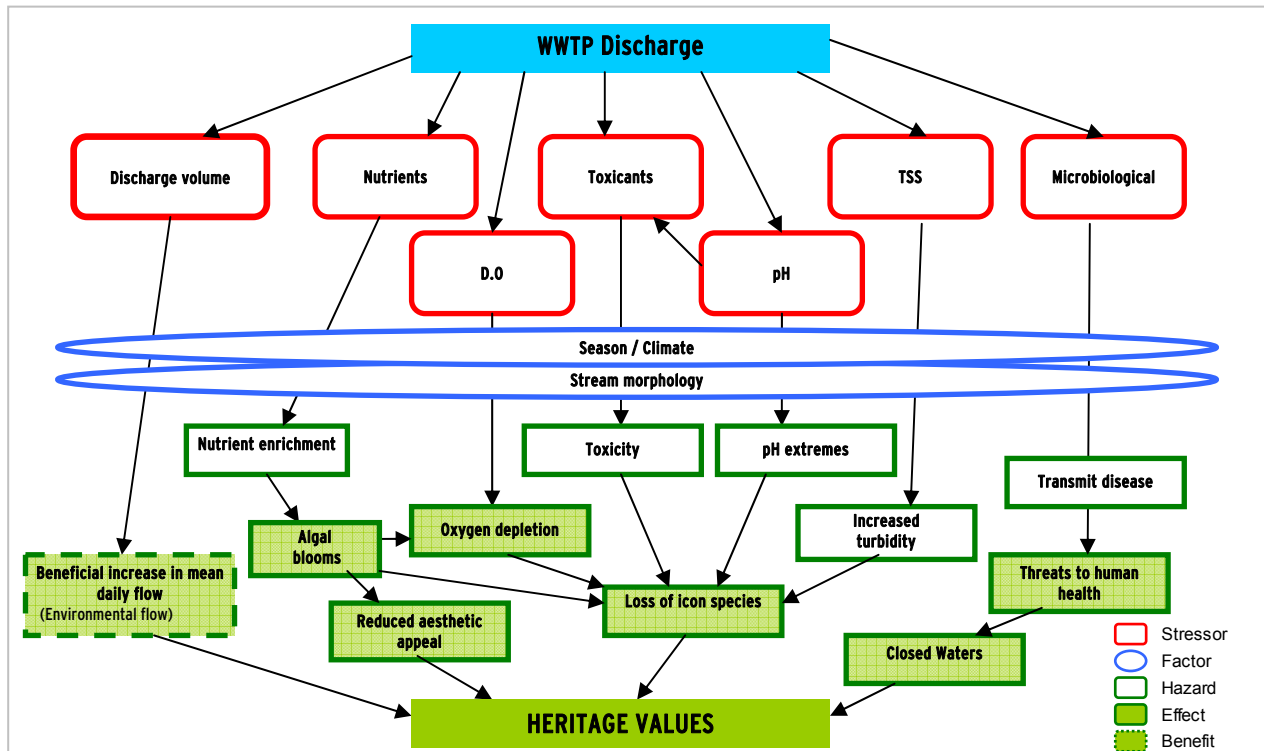 WWTP Discharge
Discharge volume
Nutrients
Toxicants
TSS
Microbiological
D.O
pH
Season / Climate
Stream morphology
Nutrient enrichment
Toxicity
pH extremes
Transmit disease
Algal
blooms
Oxygen depletion
Increased
turbidity
Beneficial increase in mean
daily flow
(Environmental flow)
Reduced aesthetic
appeal
Loss of icon species
Threats to human
health
Closed Waters
HERITAGE VALUES
Stressor
Factor
Hazard
Effect
Benefit